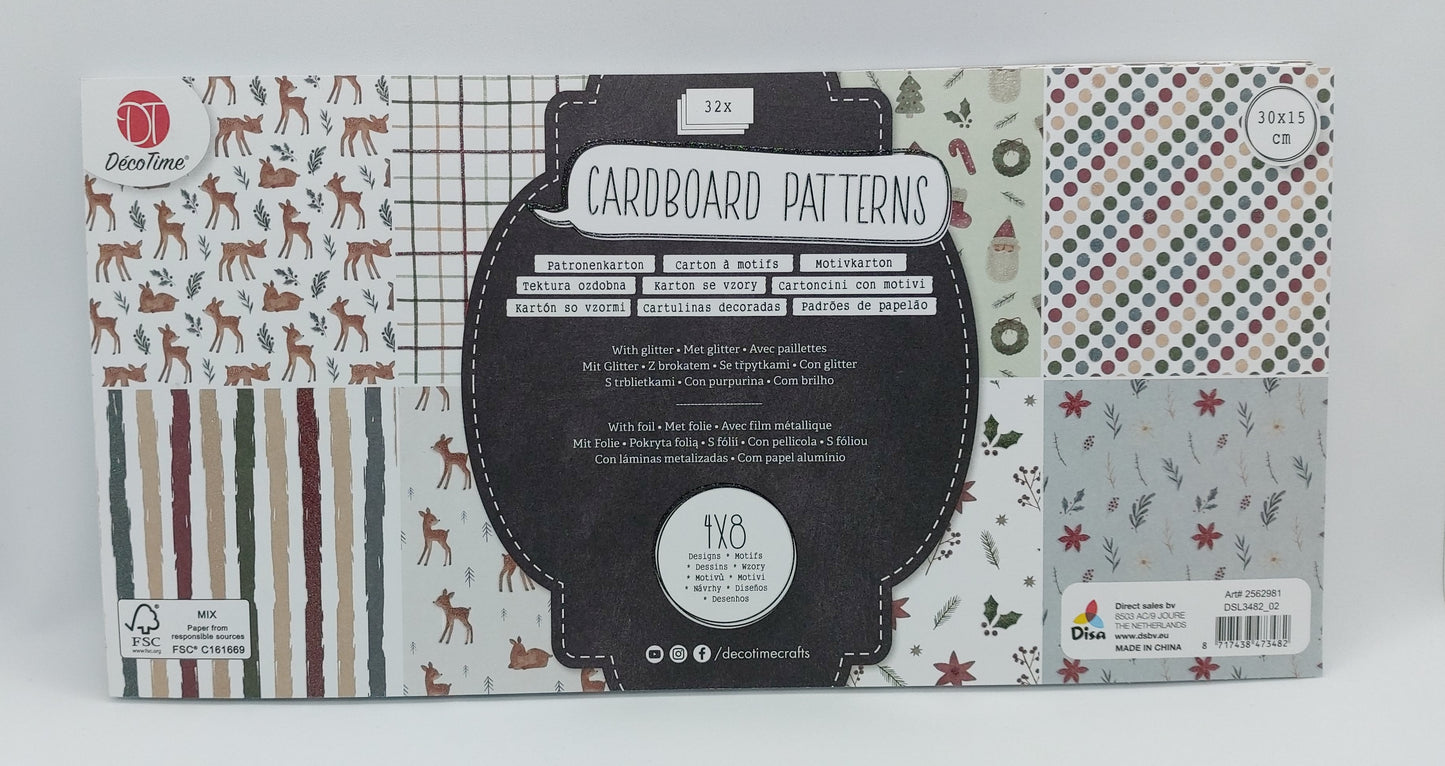 DT
DécoTime®
32x
30x15
cm
CARDBOARD PATTERNS
Patronenkarton
Carton à motifs
Motivkarton
Tektura ozdobna
Karton se vzory
Cartoncini con motivi
Kartón so vzormi
Cartulinas decoradas
Padrões de papelão
With glitter • Met glitter • Avec paillettes
Mit Glitter • Z brokatem • Se třpytkami • Con glitter
S trblietkami • Con purpurina • Com brilho
With foil • Met folie • Avec film métallique
Mit Folie • Pokryta folią • S fólií • Con pellicola • S fóliou
Con láminas metalizadas • Com papel alumínio
4X8
Designs * Motifs
* Dessins * Wzory
* Motivů * Motivi
* Návrhy * Diseños
* Desenhos
/decotimecrafts
FSC
www.fsc.org
MIX
Paper from
responsible sources
FSC® C161669
Disa
Direct sales bv
8503 AC/9 JOURE
THE NETHERLANDS
www.dsbv.eu
MADE IN CHINA
Art# 2562981
DSL3482_02
8 717438 473482